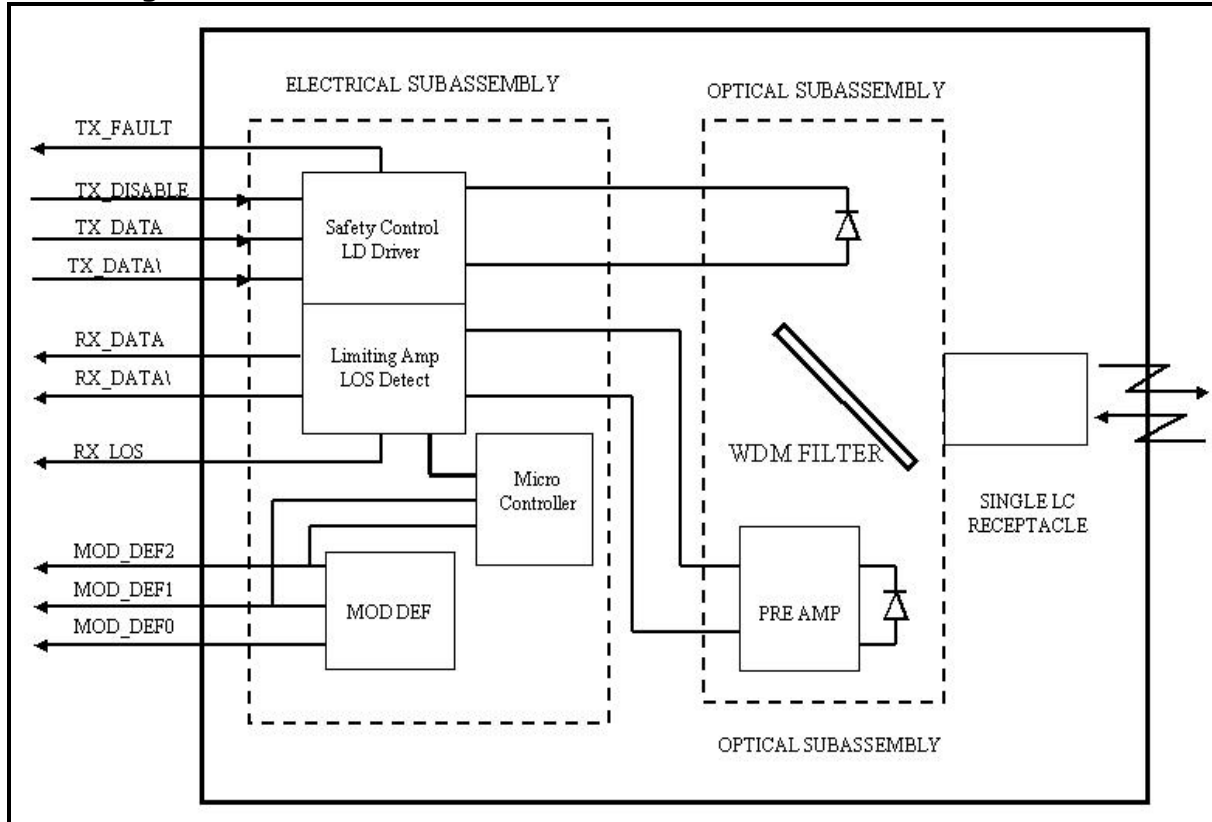 ELECTRICAL SUBASSEMBLY
OPTICAL SUBASSEMBLY
TX_FAULT
TX_DISABLE
TX_DATA
TX_DATA\
RX_DATA
RX_DATA\
RX_LOS
MOD_DEF2
MOD_DEF1
MOD_DEF0
Safety Control
LD Driver
Limiting Amp
LOS Detect
Micro
Controller
MOD DEF
WDM FILTER
PRE AMP
SINGLE LC
RECEPTACLE
OPTICAL SUBASSEMBLY